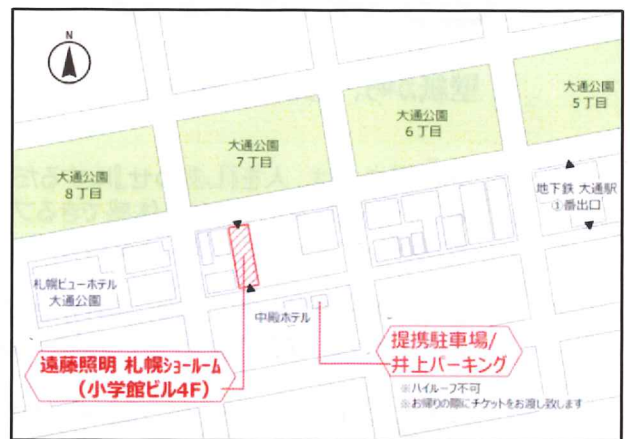 N
大通公園
5丁目
大通公園
6丁目
大通公園
7丁目
大通公園
8丁目
地下鉄 大通駅
①番出口
札幌ビューホテル
大通公園
中殿ホテル
遠藤照明 札幌ショールーム
(小学館ビル4F)
提携駐車場/
井上パーキング
※ハイルーフ不可
※お帰りの際にチケットをお渡し致します